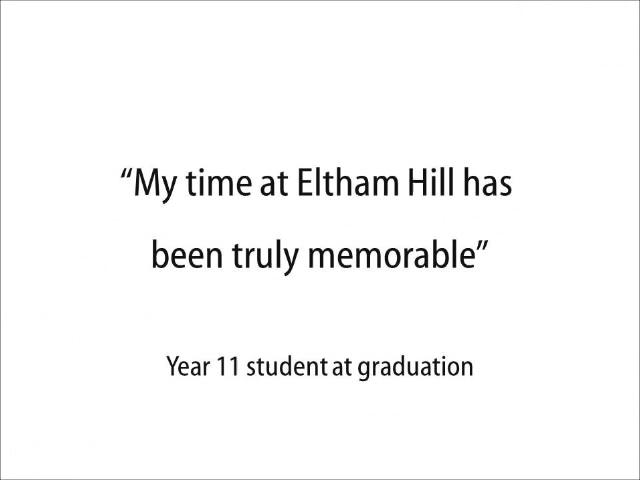 “My time at Eltham Hill has
been truly memorable”
Year 11 student at graduation